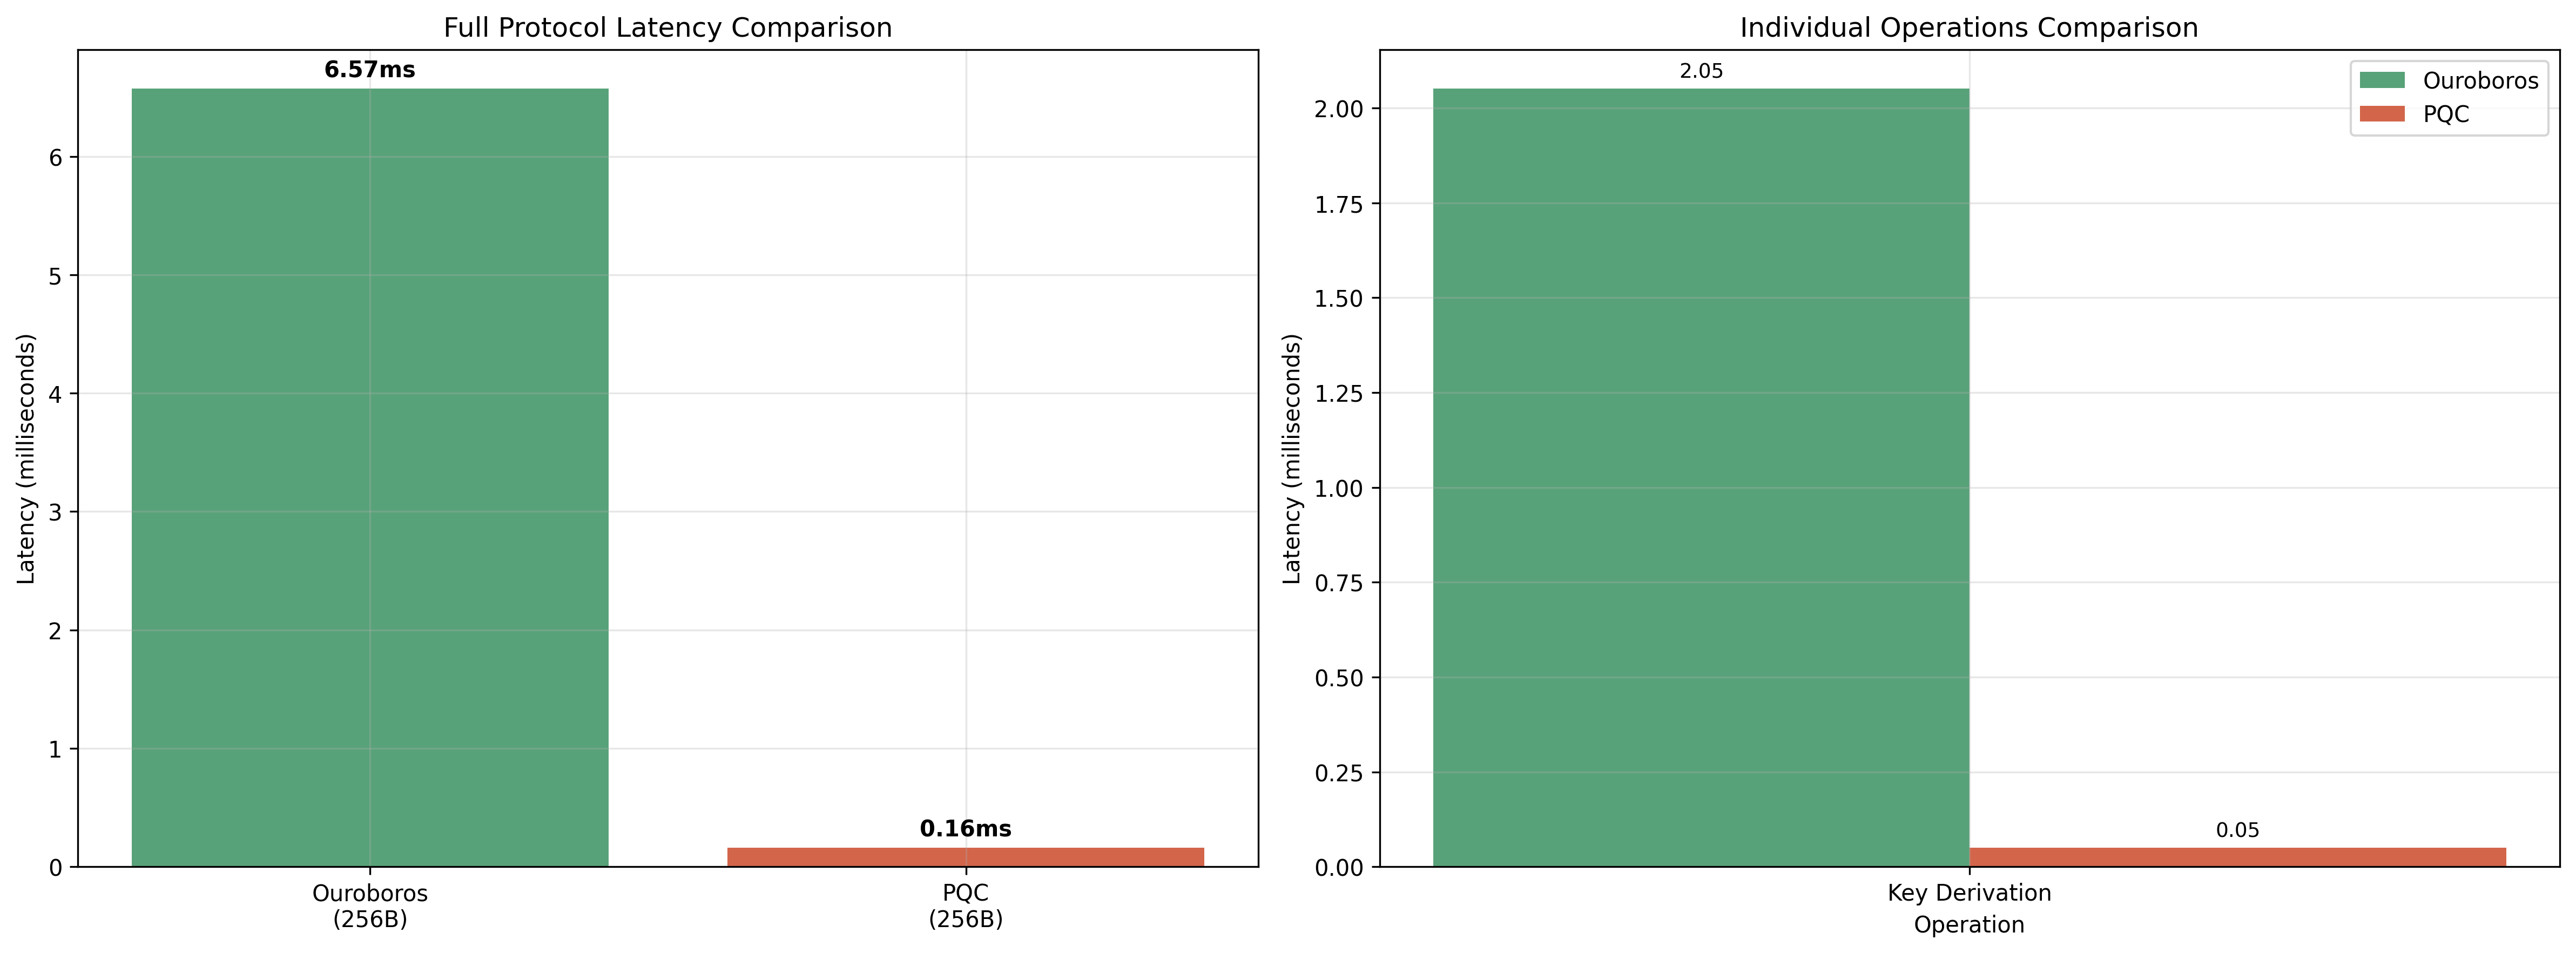 Full Protocol Latency Comparison
6.57ms
0.16ms
Latency (milliseconds)
6
5
4
3
2
1
0
Ouroboros
(256B)
PQC
(256B)
Individual Operations Comparison
2.05
0.05
Ouroboros
PQC
Latency (milliseconds)
2.00
1.75
1.50
1.25
1.00
0.75
0.50
0.25
0.00
Key Derivation
Operation